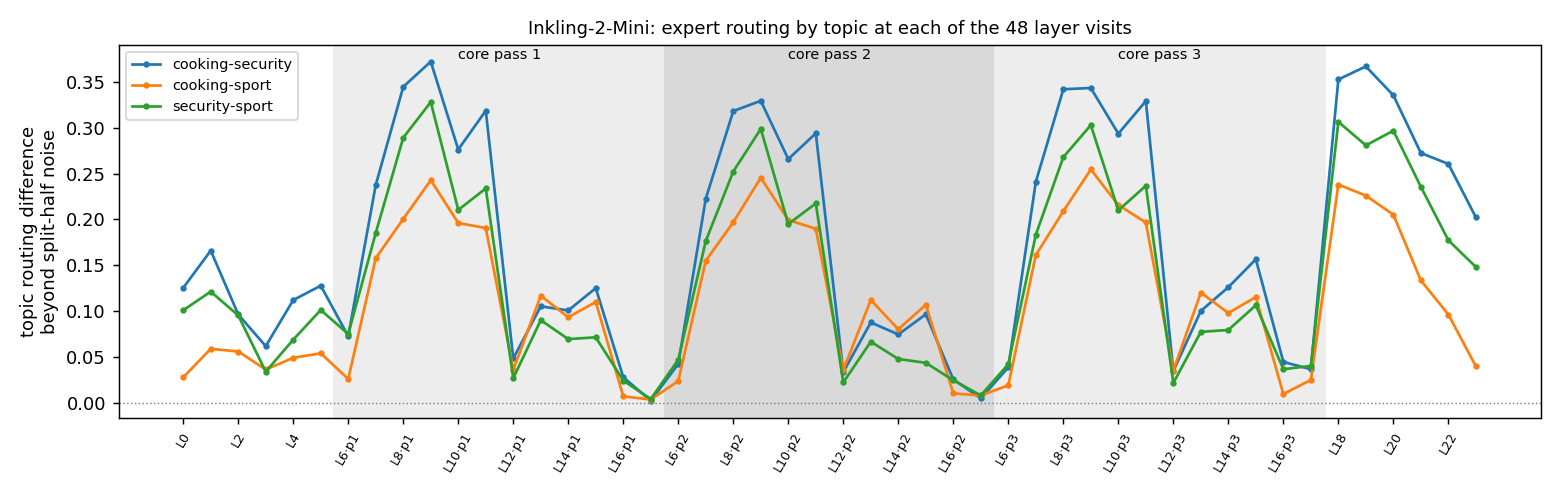 Inkling-2-Mini: expert routing by topic at each of the 48 layer visits
core pass 1
core pass 2
core pass 3
cooking-security
cooking-sport
security-sport
topic routing difference
beyond split-half noise
0.35
0.30
0.25
0.20
0.15
0.10
0.05
0.00
L0
L2
L4
L6·p1
L8·p1
L10·p1
L12·p1
L14·p1
L16·p1
L6·p2
L8·p2
L10·p2
L12·p2
L14·p2
L16·p2
L6·p3
L8·p3
L10·p3
L12·p3
L14·p3
L16·p3
L18
L20
L22